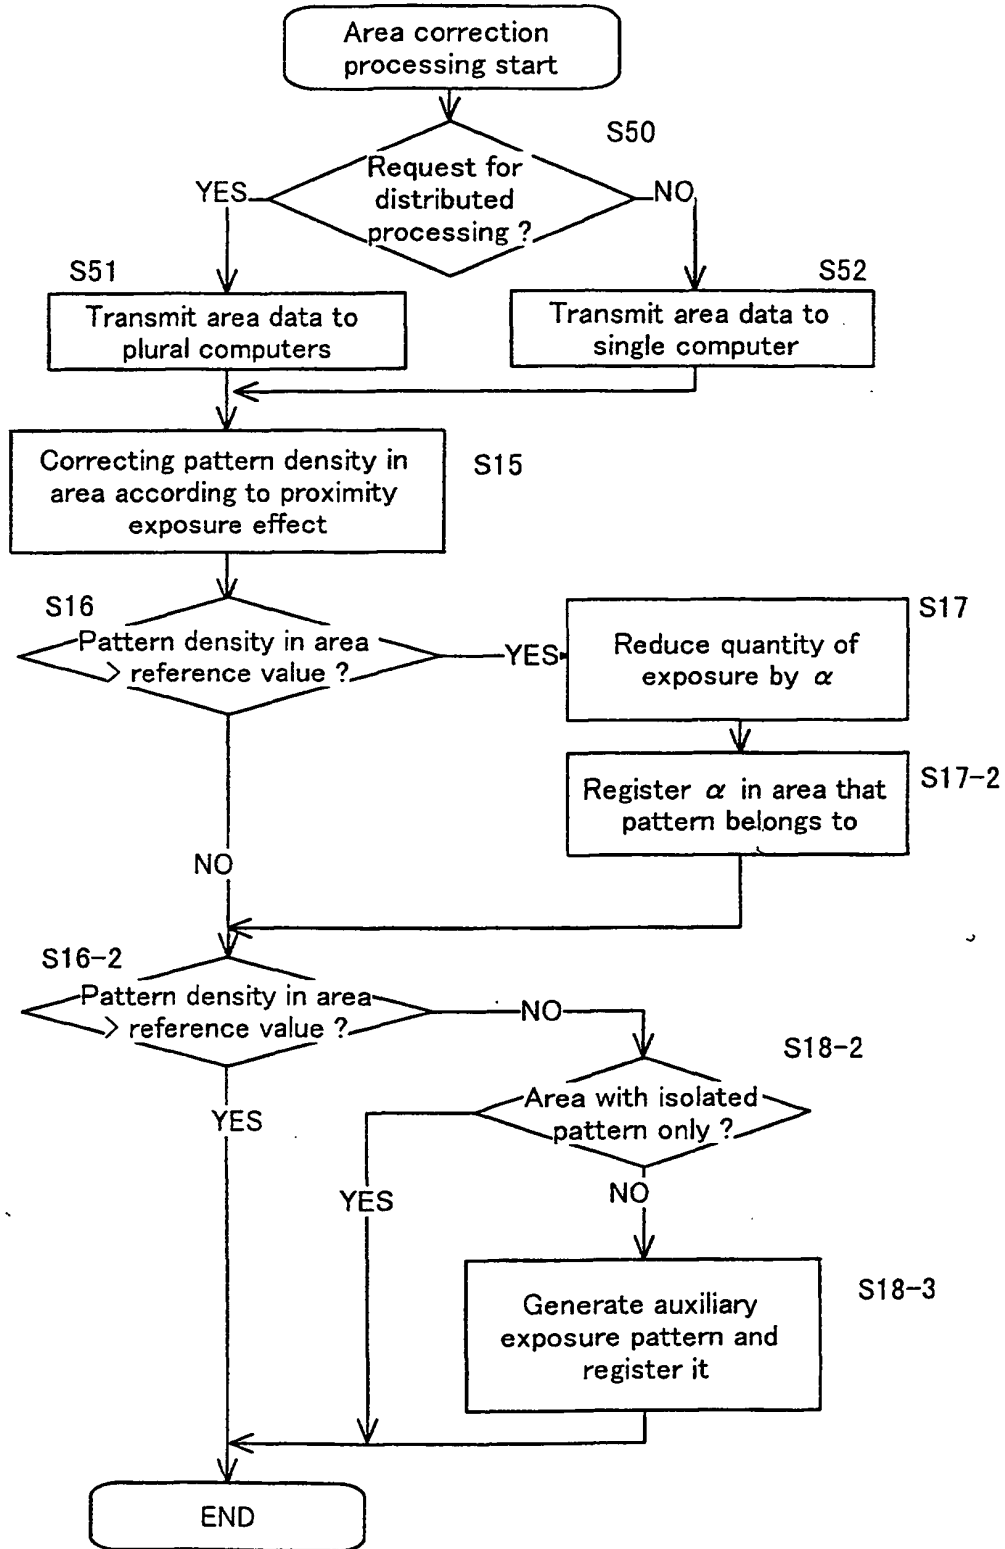 Area correction
processing start
S50
Request for
distributed
processing ?
YES
NO
S51
Transmit area data to
plural computers
S52
Transmit area data to
single computer
Correcting pattern density in
area according to proximity
exposure effect
S15
S16
Pattern density in area
> reference value ?
YES
S17
Reduce quantity of
exposure by α
S17-2
Register α in area that
pattern belongs to
NO
S16-2
Pattern density in area
> reference value ?
NO
S18-2
Area with isolated
pattern only ?
YES
YES
NO
S18-3
Generate auxiliary
exposure pattern and
register it
END